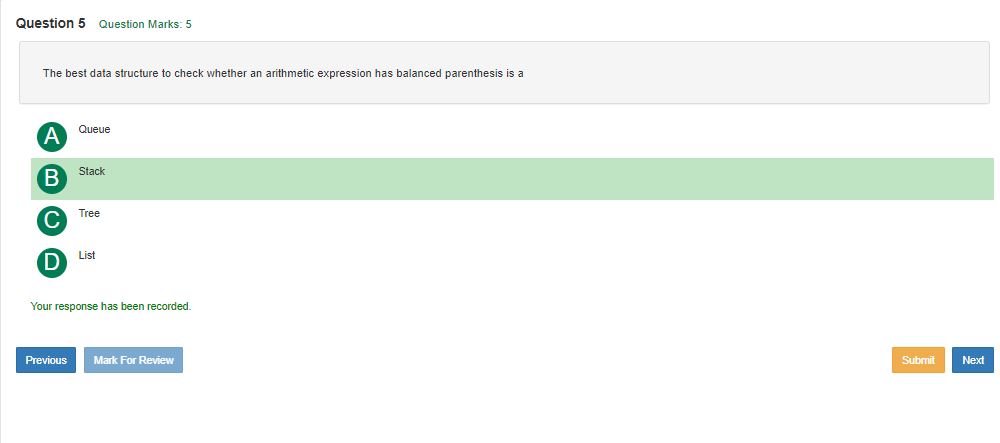 Question 5 Question Marks: 5
The best data structure to check whether an arithmetic expression has balanced parenthesis is a
A Queue
B Stack
C Tree
D List
Your response has been recorded.
Previous Mark For Review Submit Next